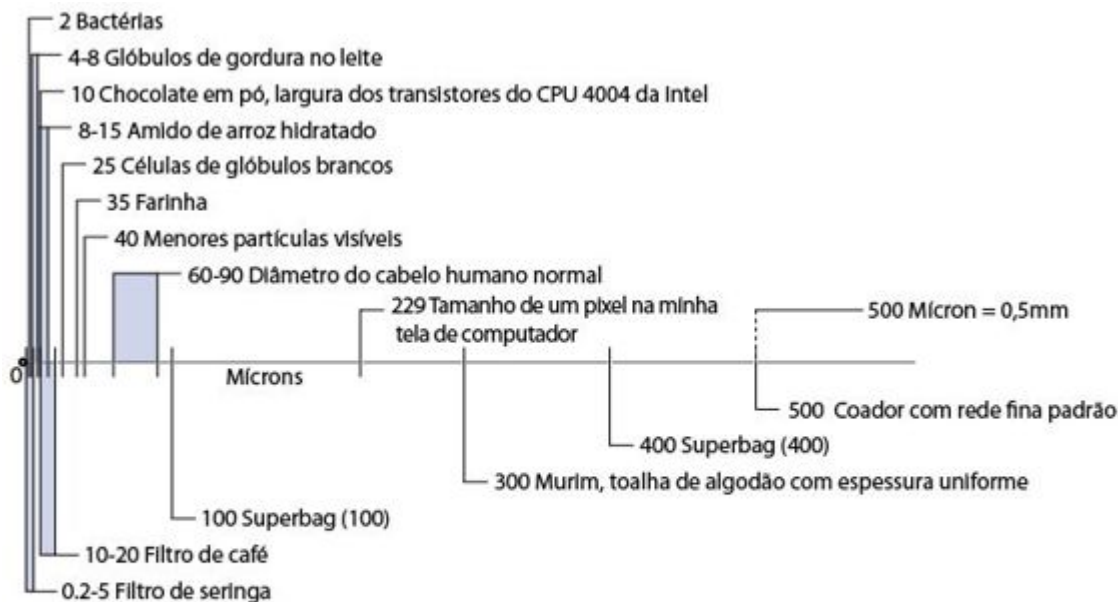 2 Bactérias
4-8 Glóbulos de gordura no leite
10 Chocolate em pó, largura dos transistores do CPU 4004 da Intel
8-15 Amido de arroz hidratado
25 Células de glóbulos brancos
35 Farinha
40 Menores partículas visíveis
60-90 Diâmetro do cabelo humano normal
229 Tamanho de um pixel na minha
tela de computador
500 Mícron = 0,5mm
0
Mícrons
500 Coador com rede fina padrão
400 Superbag (400)
300 Murim, toalha de algodão com espessura uniforme
100 Superbag (100)
10-20 Filtro de café
0.2-5 Filtro de seringa